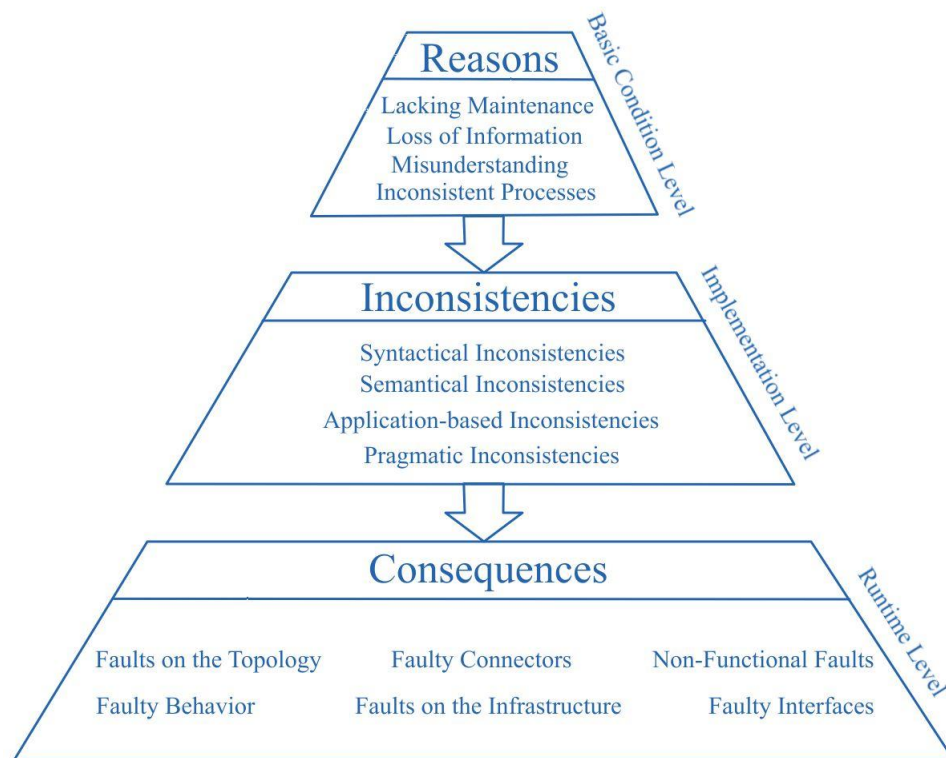 Reasons
Basic Condition Level
Lacking Maintenance
Loss of Information
Misunderstanding
Inconsistent Processes
Inconsistencies
Implementation Level
Syntactical Inconsistencies
Semantical Inconsistencies
Application-based Inconsistencies
Pragmatic Inconsistencies
Consequences
Runtime Level
Faults on the Topology
Faulty Connectors
Non-Functional Faults
Faulty Behavior
Faults on the Infrastructure
Faulty Interfaces